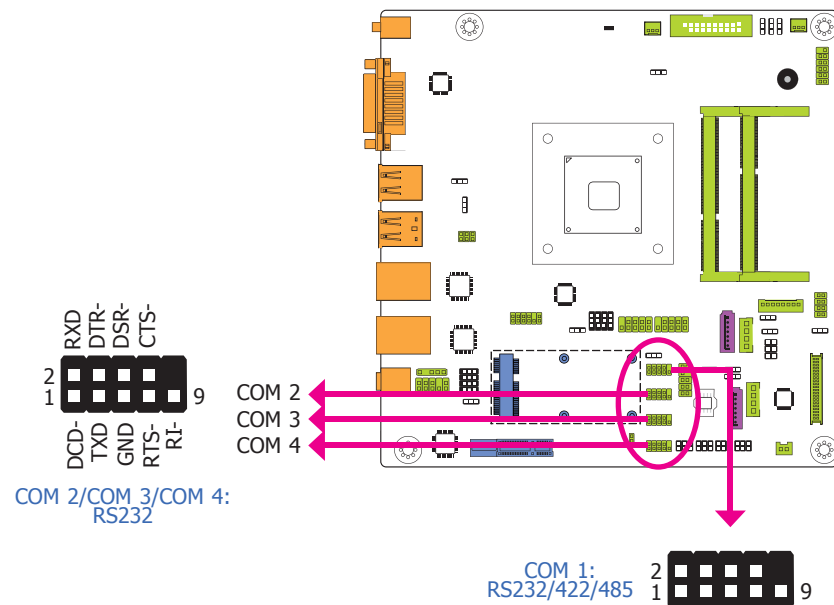 RXD
DTR-
DSR-
CTS-
2
1
9
DCD-
TXD
GND
RTS-
RI-
COM 2/COM 3/COM 4:
RS232
COM 2
COM 3
COM 4
COM 1:
RS232/422/485
2
1
9